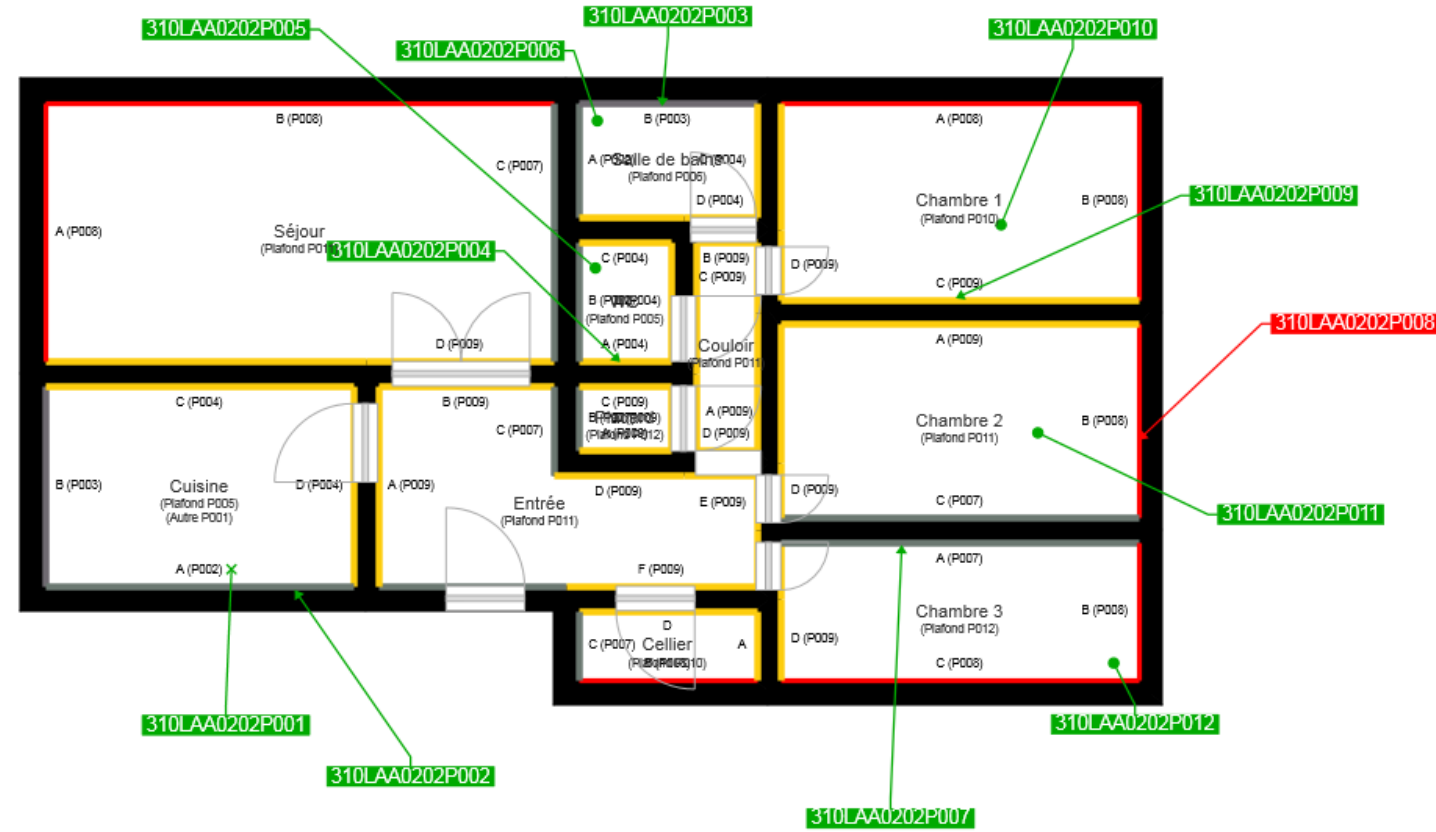 310LAA0202P003
310LAA0202P005
310LAA0202P010
310LAA0202P006
B (P008)
B (P003)
A (P008)
C (P007)
Salle de bains
C (P004)
(Plafond P006)
D (P004)
310LAA0202P009
Chambre 1
(Plafond P010)
B (P008)
A (P008)
Séjour
310LAA0202P004
C (P004)
B (P009)
D (P009)
C (P009)
C (P009)
(Plafond P005)
310LAA0202P008
D (P009)
A (P004)
Couloir
(Plafond P011)
A (P009)
C (P004)
B (P009)
C (P009)
A (P009)
Chambre 2
(Plafond P011)
B (P008)
C (P007)
D (P009)
B (P003)
Cuisine
(Plafond P005)
(Autre P001)
D (P004)
A (P009)
Entrée
(Plafond P011)
D (P009)
E (P009)
D (P009)
C (P007)
310LAA0202P011
A (P002)
F (P009)
A (P007)
Chambre 3
(Plafond P012)
B (P008)
D
C (P007)
Cellier
A
D (P009)
C (P008)
310LAA0202P001
310LAA0202P012
310LAA0202P002
310LAA0202P007